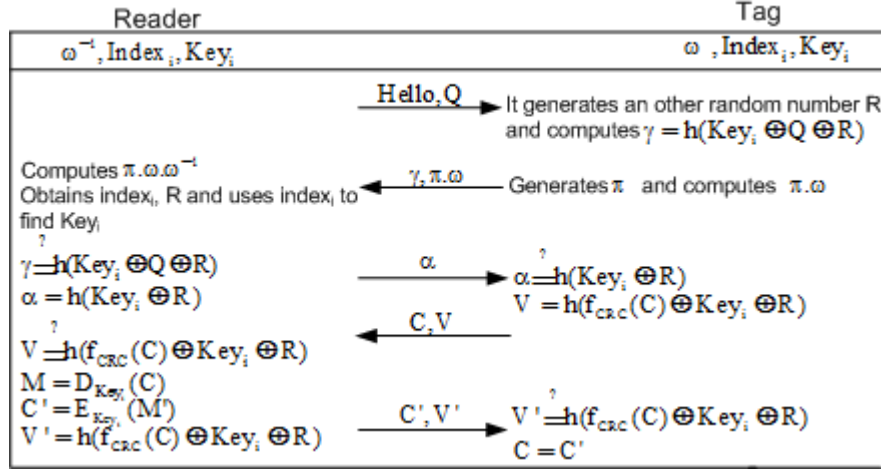 Reader Tag
ω⁻¹, Index_i, Key_i ω , Index_i, Key_i
Hello, Q
It generates an other random number R
and computes γ = h(Key_i ⊕Q ⊕R)
Computes π.ω.ω⁻¹
Obtains index_i, R and uses index_i to
find Key_i
γ, π.ω
Generates π and computes π.ω
?
γ=h(Key_i ⊕Q ⊕R)
α = h(Key_i ⊕R)
α
?
α=h(Key_i ⊕R)
V = h(f_CRC(C) ⊕Key_i ⊕R)
C, V
?
V=h(f_CRC(C) ⊕Key_i ⊕R)
M = D_Key_i(C)
C' = E_Key_i(M')
V' = h(f_CRC(C) ⊕Key_i ⊕R)
C', V'
?
V'=h(f_CRC(C) ⊕Key_i ⊕R)
C = C'